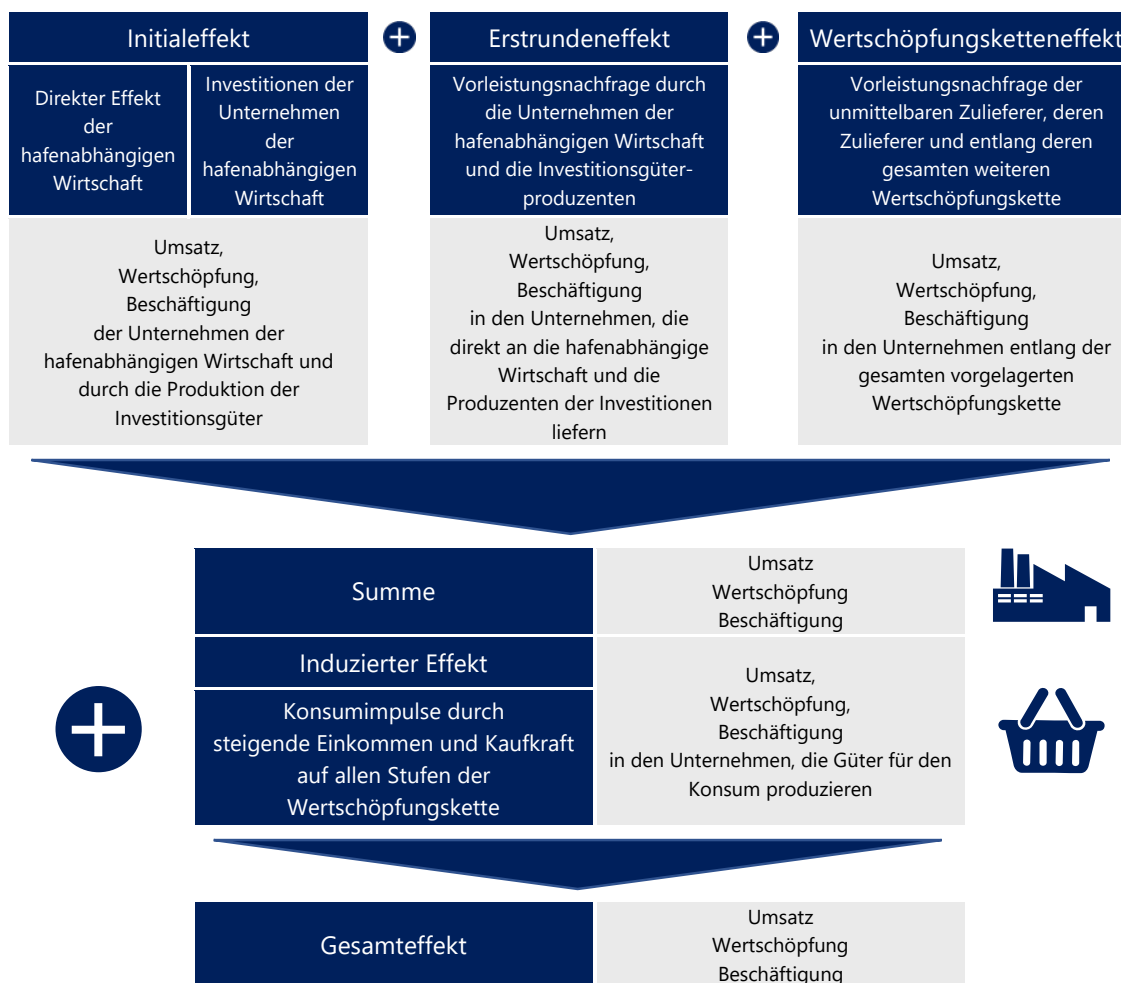 Initialeffekt
Erstrundeneffekt
Wertschöpfungsketteneffekt
Direkter Effekt
der
hafenabhängigen
Wirtschaft
Investitionen der
Unternehmen
der
hafenabhängigen
Wirtschaft
Vorleistungsnachfrage durch
die Unternehmen der
hafenabhängigen Wirtschaft
und die Investitionsgüter-
produzenten
Vorleistungsnachfrage der
unmittelbaren Zulieferer, deren
Zulieferer und entlang deren
gesamten weiteren
Wertschöpfungskette
Umsatz,
Wertschöpfung,
Beschäftigung
der Unternehmen der
hafenabhängigen Wirtschaft und
durch die Produktion der
Investitionsgüter
Umsatz,
Wertschöpfung,
Beschäftigung
in den Unternehmen, die
direkt an die hafenabhängige
Wirtschaft und die
Produzenten der Investitionen
liefern
Umsatz,
Wertschöpfung,
Beschäftigung
in den Unternehmen entlang der
gesamten vorgelagerten
Wertschöpfungskette
Summe
Umsatz
Wertschöpfung
Beschäftigung
Induzierter Effekt
Konsumimpulse durch
steigende Einkommen und Kaufkraft
auf allen Stufen der
Wertschöpfungskette
Umsatz,
Wertschöpfung,
Beschäftigung
in den Unternehmen, die Güter für den
Konsum produzieren
Gesamteffekt
Umsatz
Wertschöpfung
Beschäftigung